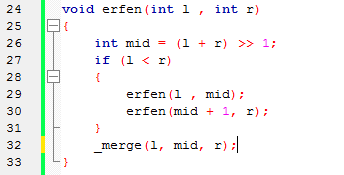 24 void erfen(int l , int r)
25 {
26 int mid = (l + r) >> 1;
27 if (l < r)
28 {
29 erfen(l , mid);
30 erfen(mid + 1, r);
31 }
32 _merge(l, mid, r);
33 }